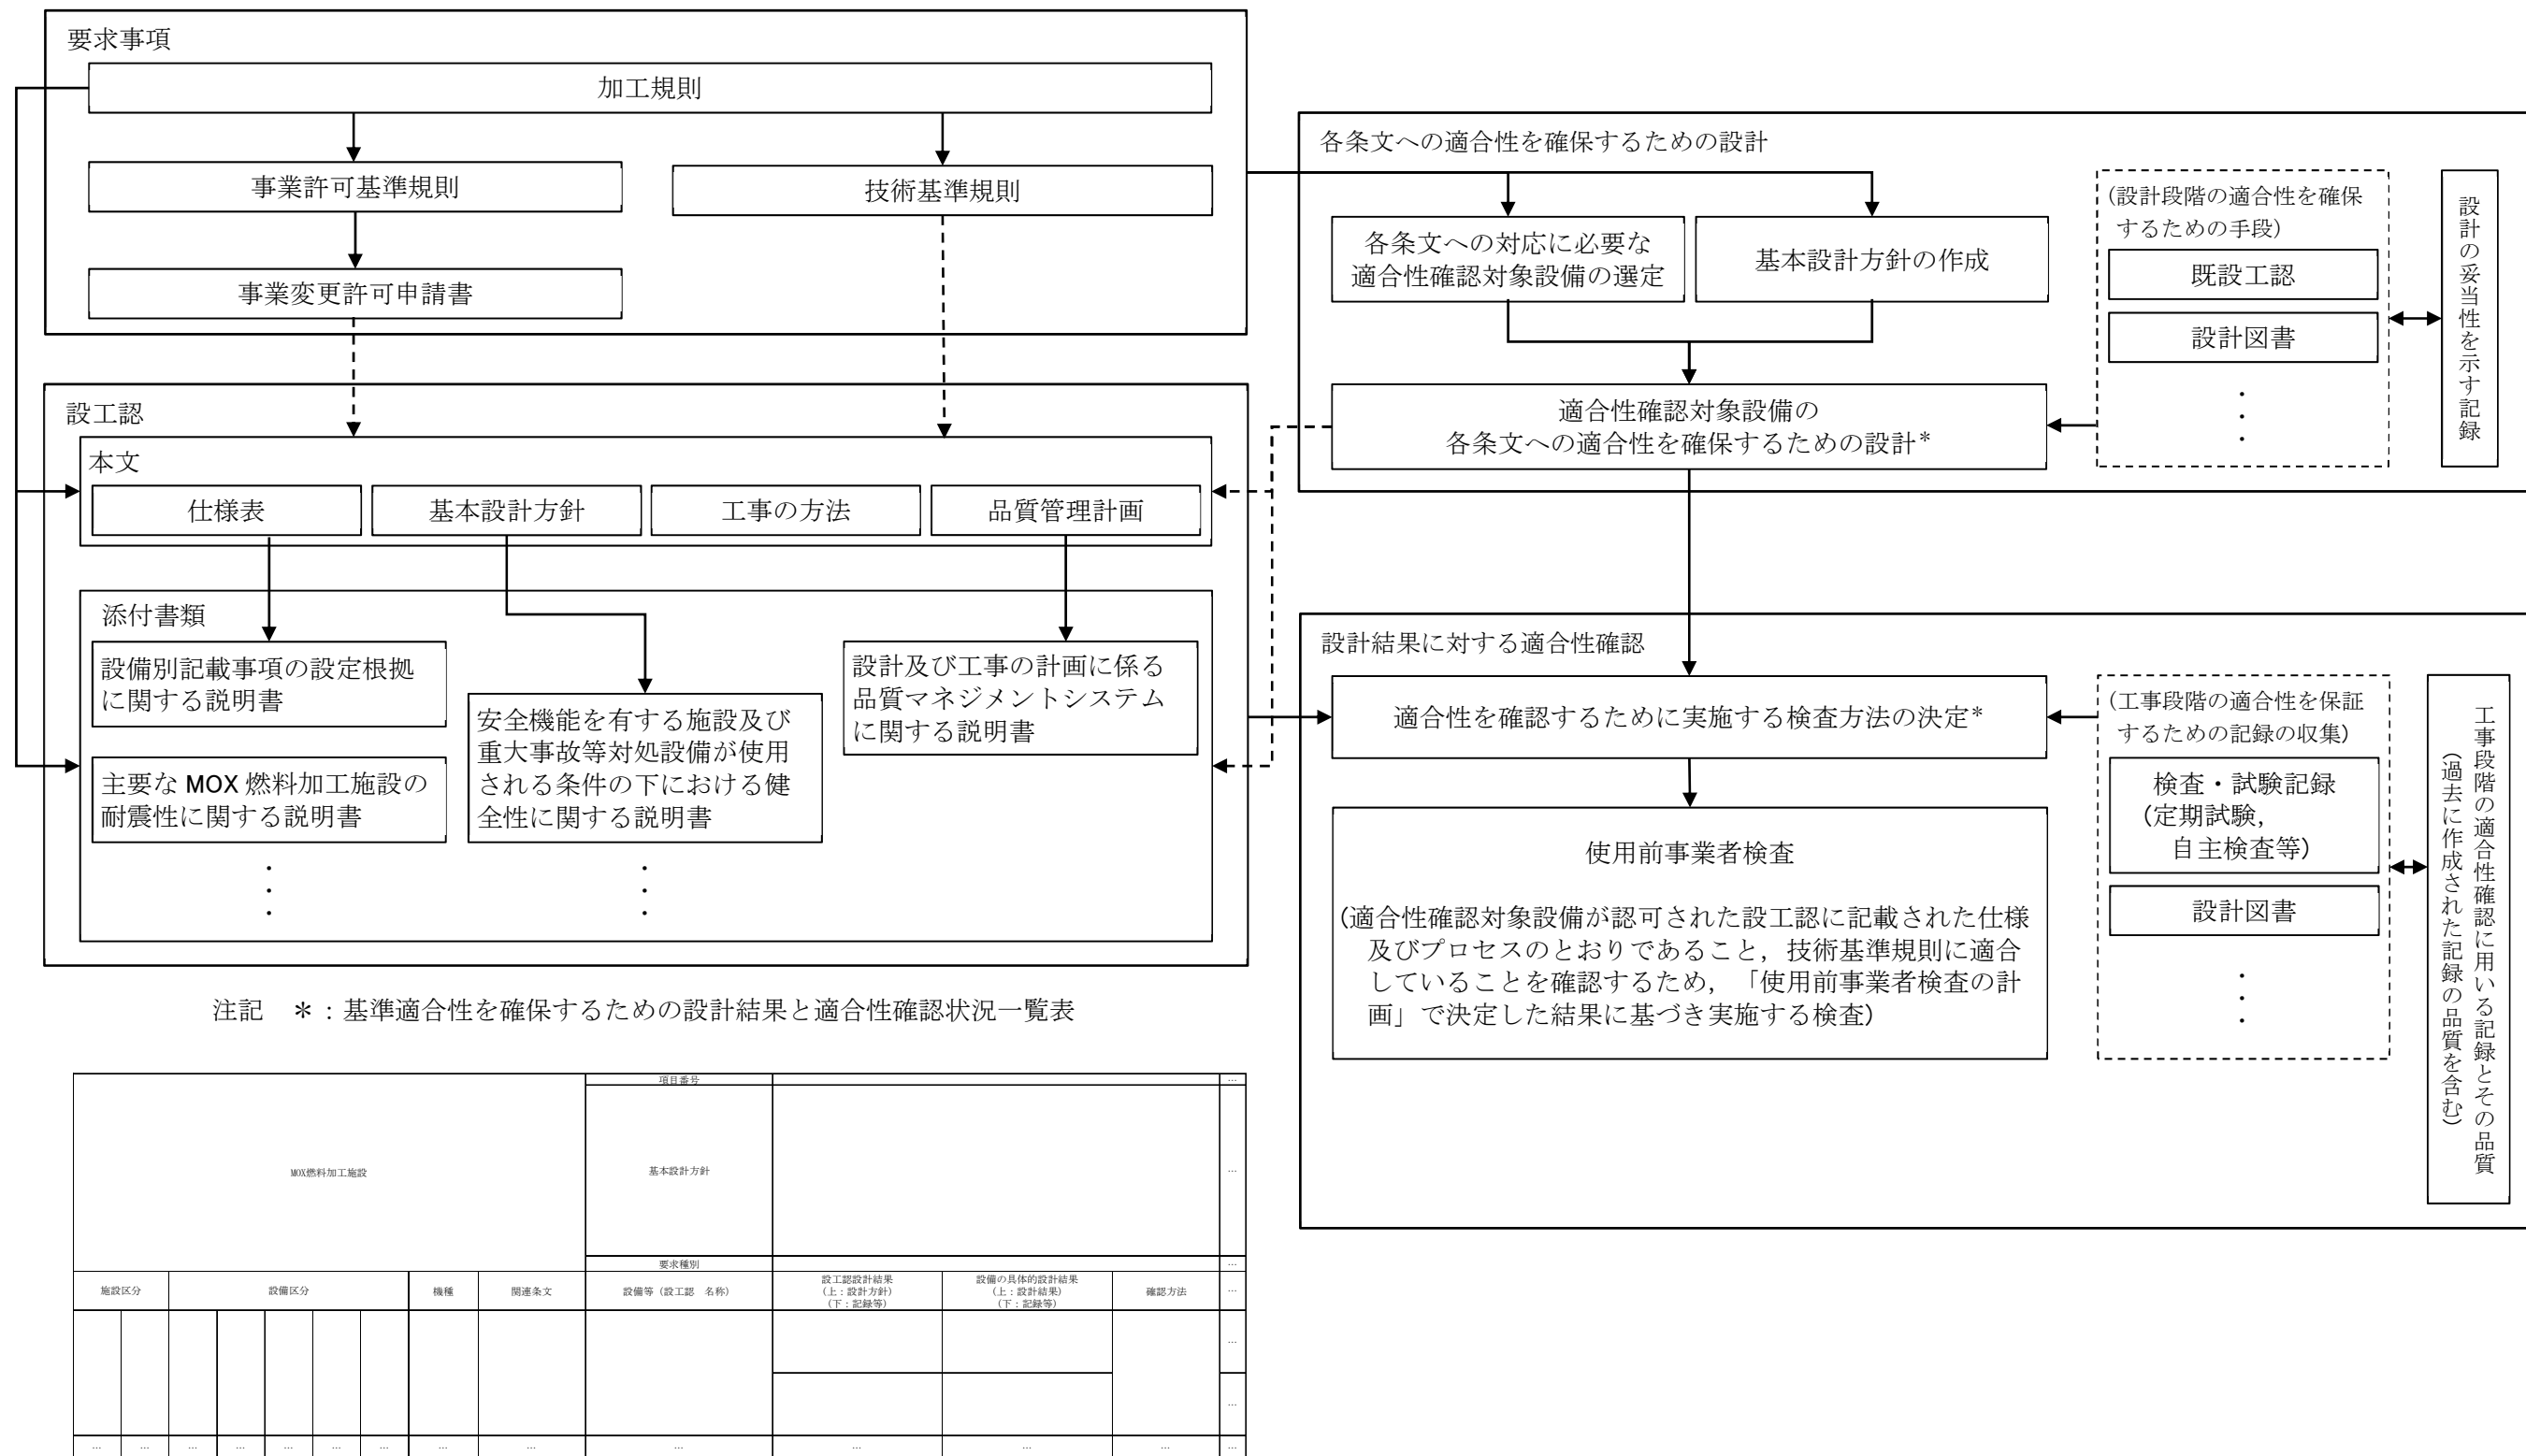 要求事項
加工規則
事業許可基準規則
技術基準規則
事業変更許可申請書
設工認
本文
仕様表
基本設計方針
工事の方法
品質管理計画
添付書類
設備別記載事項の設定根拠
に関する説明書
主要な MOX 燃料加工施設の
耐震性に関する説明書
・
・
・
安全機能を有する施設及び
重大事故等対処設備が使用
される条件の下における健
全性に関する説明書
・
・
・
設計及び工事の計画に係る
品質マネジメントシステム
に関する説明書
各条文への適合性を確保するための設計
各条文への対応に必要な
適合性確認対象設備の選定
基本設計方針の作成
適合性確認対象設備の
各条文への適合性を確保するための設計*
(設計段階の適合性を確保
するための手段)
既設工認
設計図書
・
・
・
設計の妥当性を示す記録
設計結果に対する適合性確認
適合性を確認するために実施する検査方法の決定*
使用前事業者検査
(適合性確認対象設備が認可された設工認に記載された仕様
及びプロセスのとおりであること，技術基準規則に適合
していることを確認するため，「使用前事業者検査の計
画」で決定した結果に基づき実施する検査)
(工事段階の適合性を保証
するための記録の収集)
検査・試験記録
(定期試験，
自主検査等)
設計図書
・
・
・
工事段階の適合性確認に用いる記録とその品質
(過去に作成された記録の品質を含む)
注記　＊：基準適合性を確保するための設計結果と適合性確認状況一覧表
MOX燃料加工施設
項目番号
…
基本設計方針
…
要求種別
…
施設区分
設備区分
機種
関連条文
設備等（設工認　名称）
設工認設計結果
（上：設計方針）
（下：記録等）
設備の具体的設計結果
（上：設計結果）
（下：記録等）
確認方法
…
…
…
… … … … … … … … … … … … … …